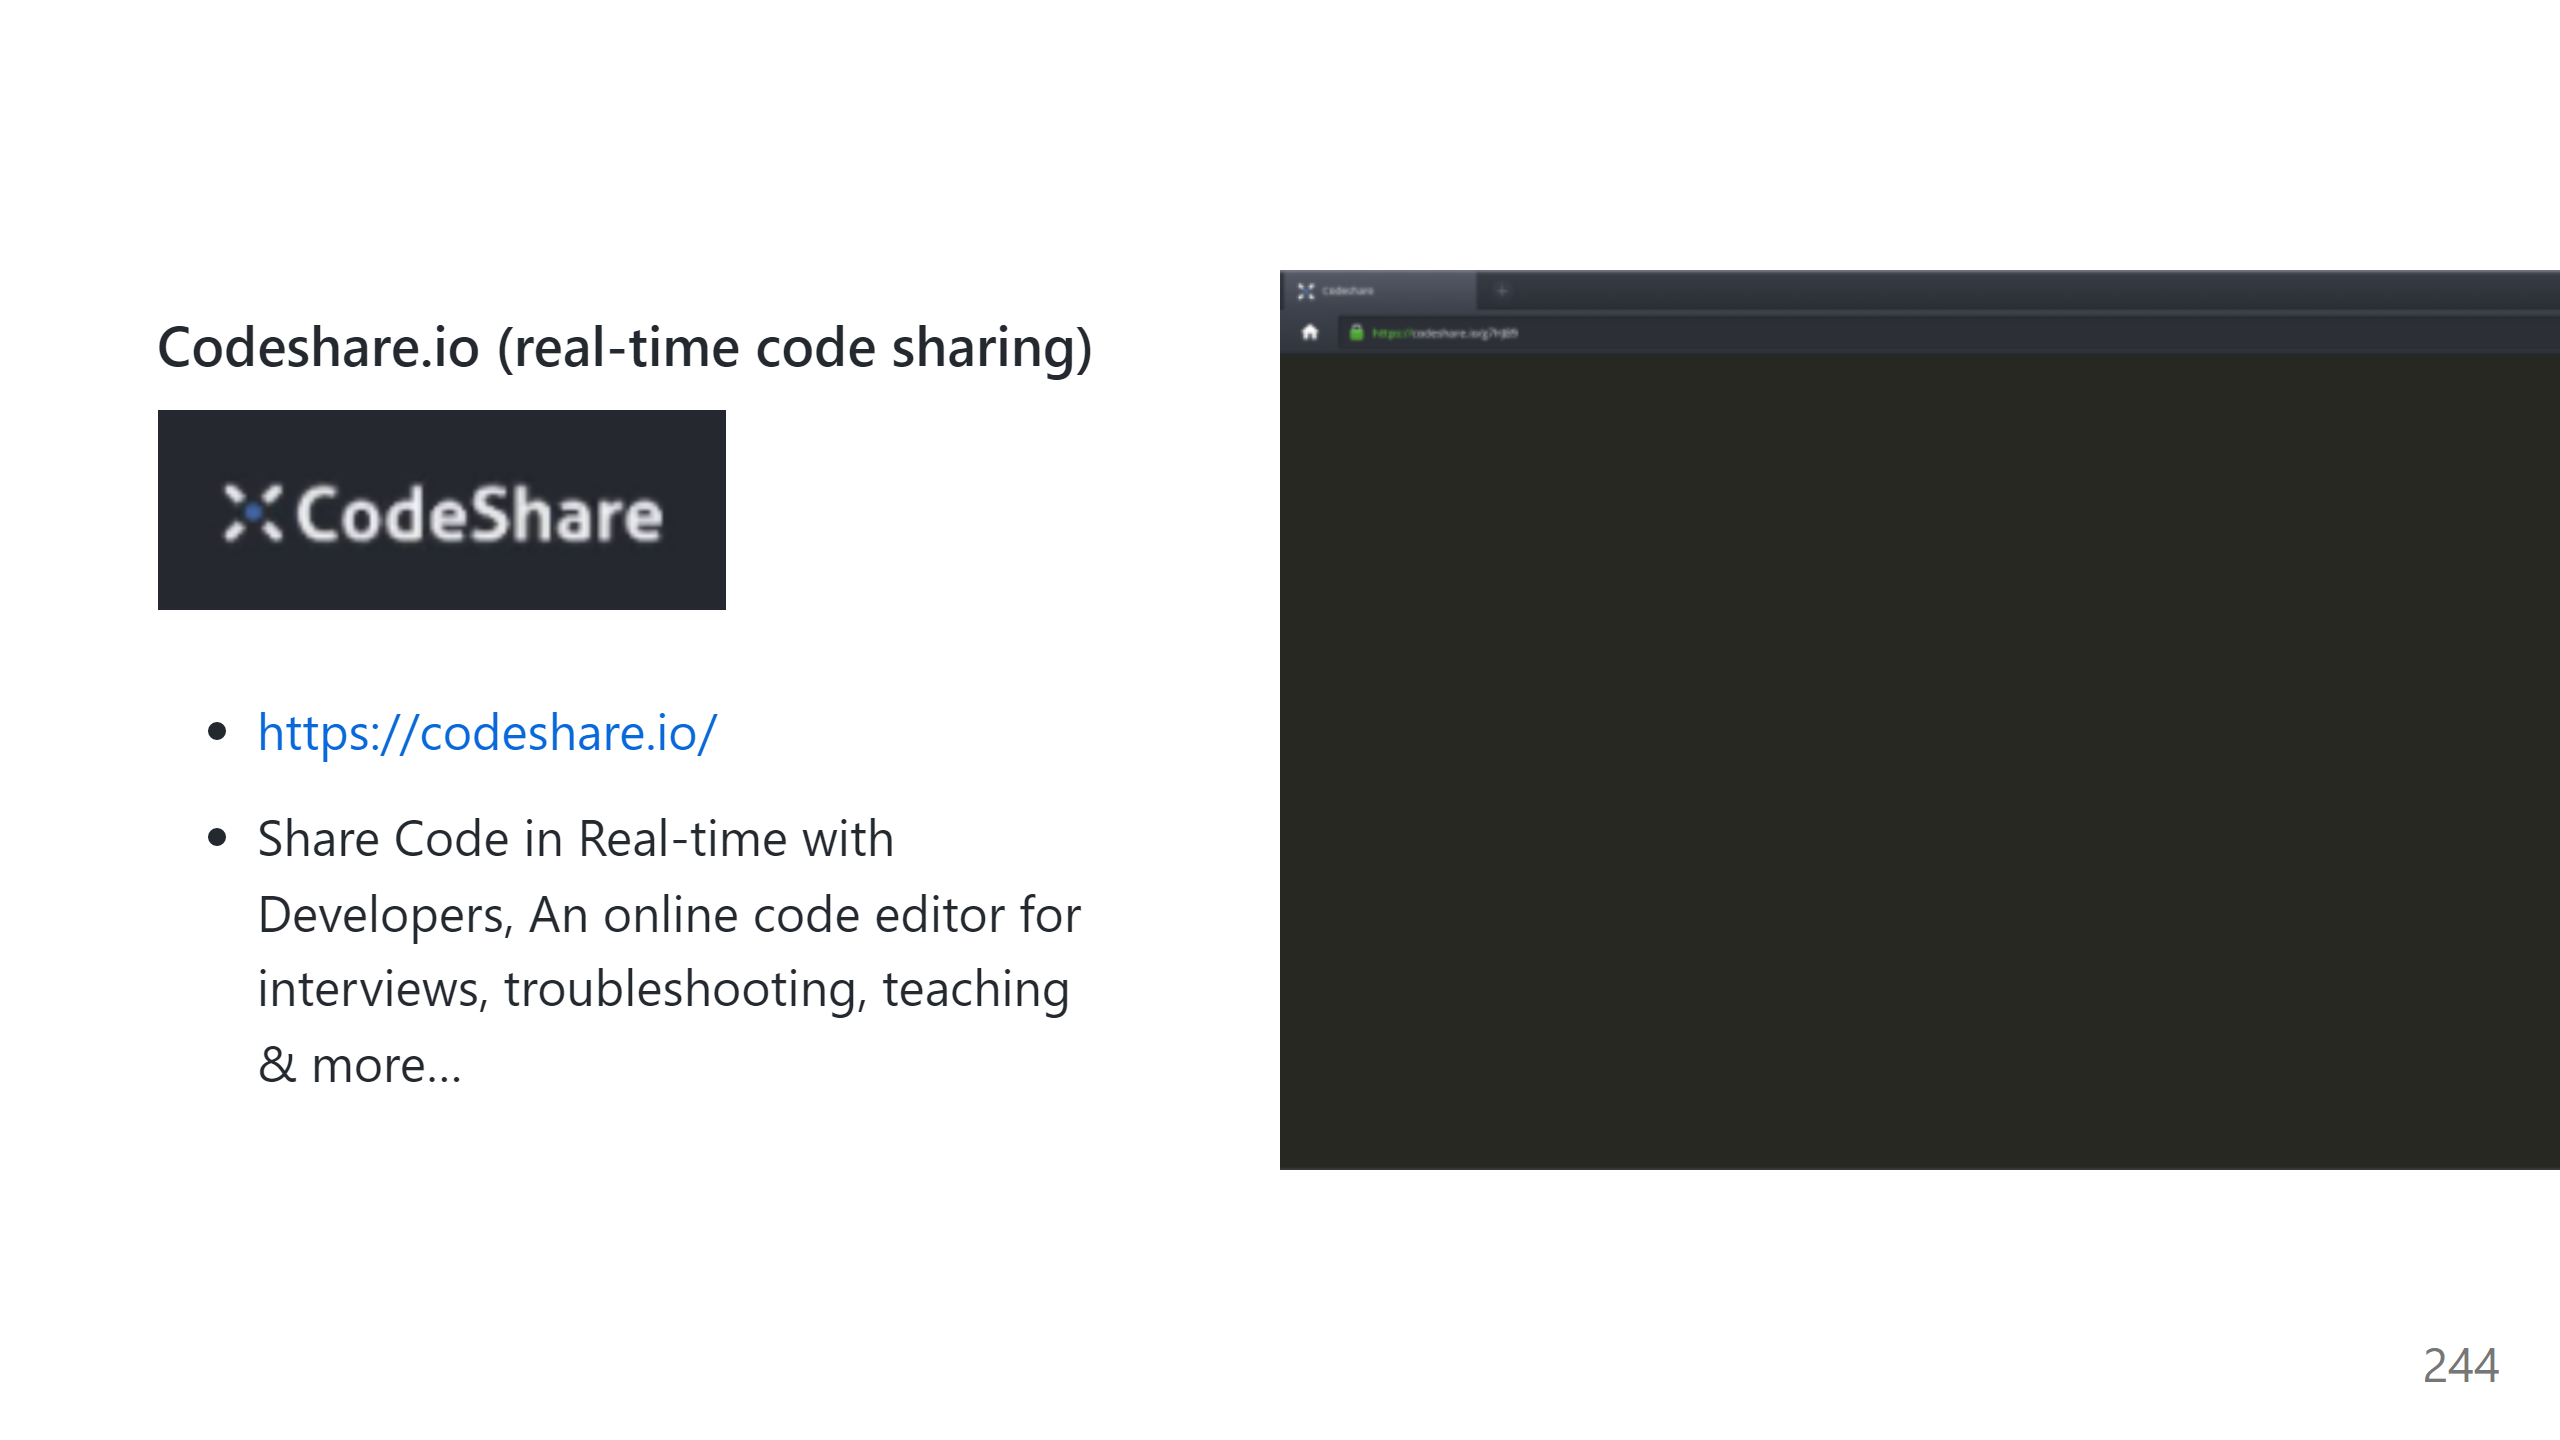 Codeshare.io (real-time code sharing)
CodeShare
https://codeshare.io/
Share Code in Real-time with
Developers, An online code editor for
interviews, troubleshooting, teaching
& more...
Codeshare
244